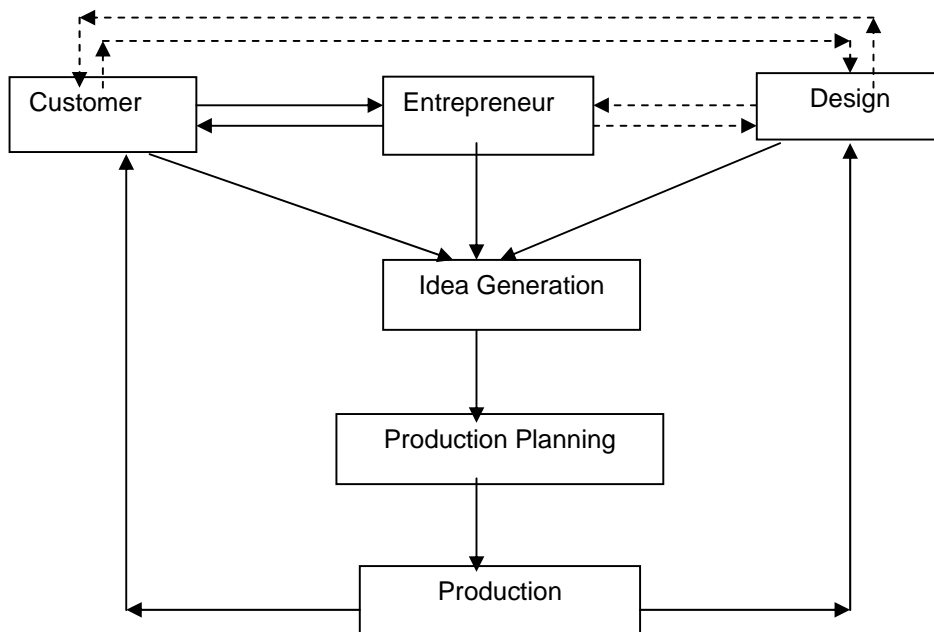 Customer
Entrepreneur
Design
Idea Generation
Production Planning
Production